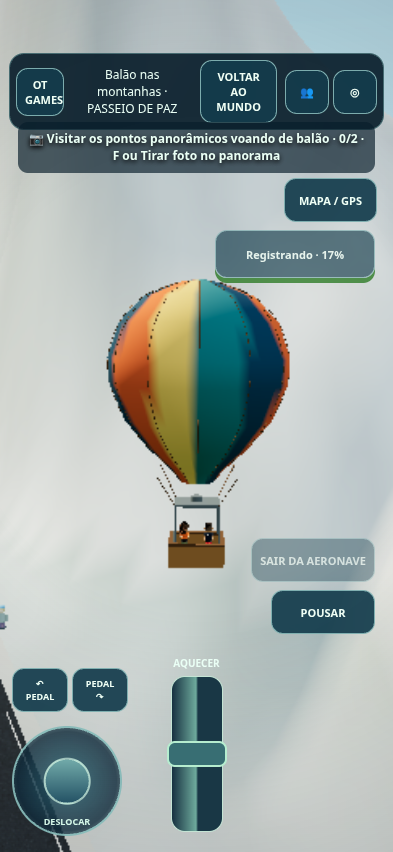 OT
GAMES
Balão nas
montanhas ·
PASSEIO DE PAZ
VOLTAR
AO
MUNDO
Visitar os pontos panorâmicos voando de balão · 0/2 ·
F ou Tirar foto no panorama
MAPA / GPS
Registrando · 17%
SAIR DA AERONAVE
POUSAR
AQUECER
↶
PEDAL
PEDAL
↷
DESLOCAR